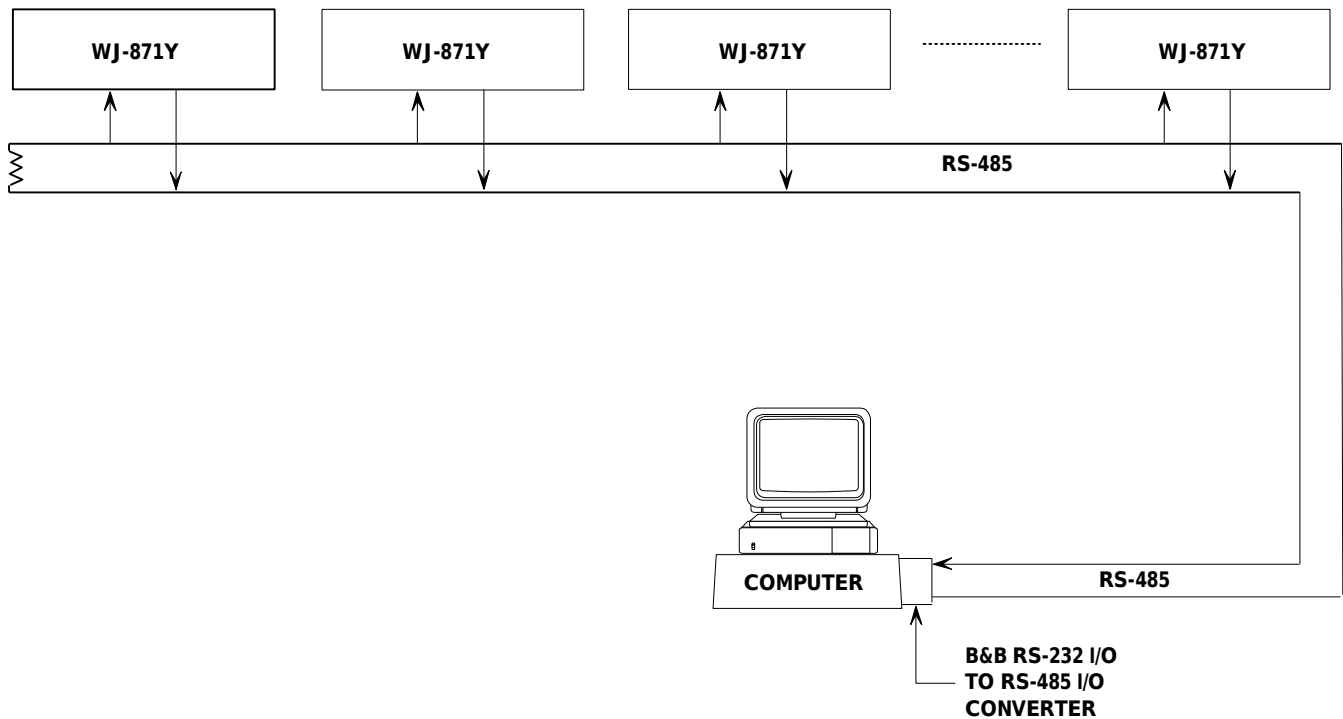 WJ-871Y
WJ-871Y
WJ-871Y
WJ-871Y
RS-485
COMPUTER
RS-485
B&B RS-232 I/O
TO RS-485 I/O
CONVERTER